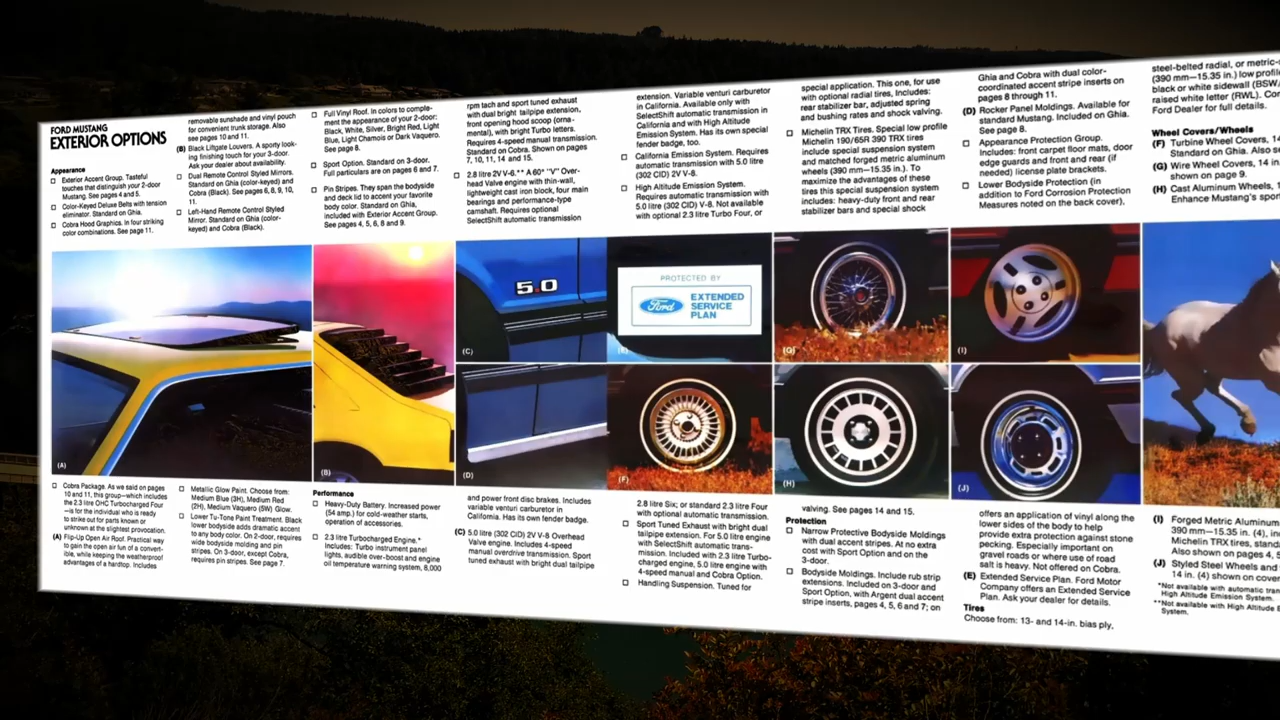 FORD MUSTANG
EXTERIOR OPTIONS
Appearance
Exterior Accent Group. Tasteful
touches that distinguish your 2-door
Mustang. See pages 4 and 5.
Color-Keyed Deluxe Belts with tension
eliminator. Standard on Ghia.
Cobra Hood Graphics, in four striking
color combinations. See page 11.
removable sunshade and vinyl pouch
for convenient trunk storage. Also
see pages 10 and 11.
(B) Black Liftgate Louvers. A sporty look-
ing finishing touch for your 3-door.
Ask your dealer about availability.
Dual Remote Control Styled Mirrors.
Standard on Ghia (color-keyed) and
Cobra (Black). See pages 6, 8, 9, 10,
11.
Left-Hand Remote Control Styled
Mirror. Standard on Ghia (color-
keyed) and Cobra (Black).
Full Vinyl Roof. In colors to comple-
ment the appearance of your 2-door:
Black, White, Silver, Bright Red, Light
Blue, Light Chamois or Dark Vaquero.
See page 8.
Sport Option. Standard on 3-door.
Full particulars are on pages 6 and 7.
Pin Stripes. They span the bodyside
and deck lid to accent your favorite
body color. Standard on Ghia,
included with Exterior Accent Group.
See pages 4, 5, 6, 8 and 9.
rpm tach and sport tuned exhaust
with dual bright tailpipe extension,
front opening hood scoop (orna-
mental), with bright Turbo letters.
Requires 4-speed manual transmission.
Standard on Cobra. Shown on pages
7, 10, 11, 14 and 15.
2.8 litre 2V V-6.** A 60° "V" Over-
head Valve engine with thin-wall,
lightweight cast iron block, four main
bearings and performance-type
camshaft. Requires optional
SelectShift automatic transmission
extension. Variable venturi carburetor
in California. Available only with
SelectShift automatic transmission in
California and with High Altitude
Emission System. Has its own special
fender badge, too.
California Emission System. Requires
automatic transmission with 5.0 litre
(302 CID) 2V V-8.
High Altitude Emission System.
Requires automatic transmission with
5.0 litre (302 CID) V-8. Not available
with optional 2.3 litre Turbo Four, or
special application. This one, for use
with optional radial tires, Includes:
rear stabilizer bar, adjusted spring
and bushing rates and shock valving.
Michelin TRX Tires. Special low profile
Michelin 190/65R 390 TRX tires
include special suspension system
and matched forged metric aluminum
wheels (390 mm—15.35 in.). To
maximize the advantages of these
tires this special suspension system
includes: heavy-duty front and rear
stabilizer bars and special shock
Ghia and Cobra with dual color-
coordinated accent stripe inserts on
pages 8 through 11.
(D) Rocker Panel Moldings. Available for
standard Mustang. Included on Ghia.
See page 8.
Appearance Protection Group.
Includes: front carpet floor mats, door
edge guards and front and rear (if
needed) license plate brackets.
Lower Bodyside Protection (in
addition to Ford Corrosion Protection
Measures noted on the back cover),
steel-belted radial, or metric-
(390 mm—15.35 in.) low profil
black or white sidewall (BSW/
raised white letter (RWL). Con
Ford Dealer for full details.
Wheel Covers/Wheels
(F) Turbine Wheel Covers, 14
Standard on Ghia. Also se
(G) Wire Wheel Covers, 14 in
shown on page 9.
(H) Cast Aluminum Wheels, 1
Enhance Mustang's spor
5.0
PROTECTED BY
Ford
EXTENDED
SERVICE
PLAN
(A)
(B)
(C)
(D)
(E)
(F)
(G)
(H)
(I)
(J)
Cobra Package. As we said on pages
10 and 11, this group—which includes
the 2.3 litre OHC Turbocharged Four
—is for the individual who is ready
to strike out for parts known or
unknown at the slightest provocation.
(A) Flip-Up Open Air Roof. Practical way
to gain the open air fun of a convert-
ible, while keeping the weatherproof
advantages of a hardtop. Includes
Metallic Glow Paint. Choose from:
Medium Blue (3H), Medium Red
(2H), Medium Vaquero (5W) Glow.
Lower Tu-Tone Paint Treatment. Black
lower bodyside adds dramatic accent
to any body color. On 2-door, requires
wide bodyside molding and pin
stripes. On 3-door, except Cobra,
requires pin stripes. See page 7.
Performance
Heavy-Duty Battery. Increased power
(54 amp.) for cold-weather starts,
operation of accessories.
2.3 litre Turbocharged Engine.*
Includes: Turbo instrument panel
lights, audible over-boost and engine
oil temperature warning system, 8,000
and power front disc brakes. Includes
variable venturi carburetor in
California. Has its own fender badge.
(C) 5.0 litre (302 CID) 2V V-8 Overhead
Valve engine. Includes 4-speed
manual overdrive transmission. Sport
tuned exhaust with bright dual tailpipe
2.8 litre Six; or standard 2.3 litre Four
with optional automatic transmission.
Sport Tuned Exhaust with bright dual
tailpipe extension. For 5.0 litre engine
with SelectShift automatic trans-
mission. Included with 2.3 litre Turbo-
charged engine, 5.0 litre engine with
4-speed manual and Cobra Option.
Handling Suspension. Tuned for
valving. See pages 14 and 15.
Protection
Narrow Protective Bodyside Moldings
with dual accent stripes. At no extra
cost with Sport Option and on the
3-door.
Bodyside Moldings. Include rub strip
extensions. Included on 3-door and
Sport Option, with Argent dual accent
stripe inserts, pages 4, 5, 6 and 7; on
offers an application of vinyl along the
lower sides of the body to help
provide extra protection against stone
pecking. Especially important on
gravel roads or where use of road
salt is heavy. Not offered on Cobra.
(E) Extended Service Plan. Ford Motor
Company offers an Extended Service
Plan. Ask your dealer for details.
Tires
Choose from: 13- and 14-in. bias ply,
(I) Forged Metric Aluminum
390 mm—15.35 in. (4), in
Michelin TRX tires, standa
Also shown on pages 4, 5
(J) Styled Steel Wheels and
14 in. (4) shown on cover
*Not available with automatic tran
High Altitude Emission System.
**Not available with High Altitude E
System.